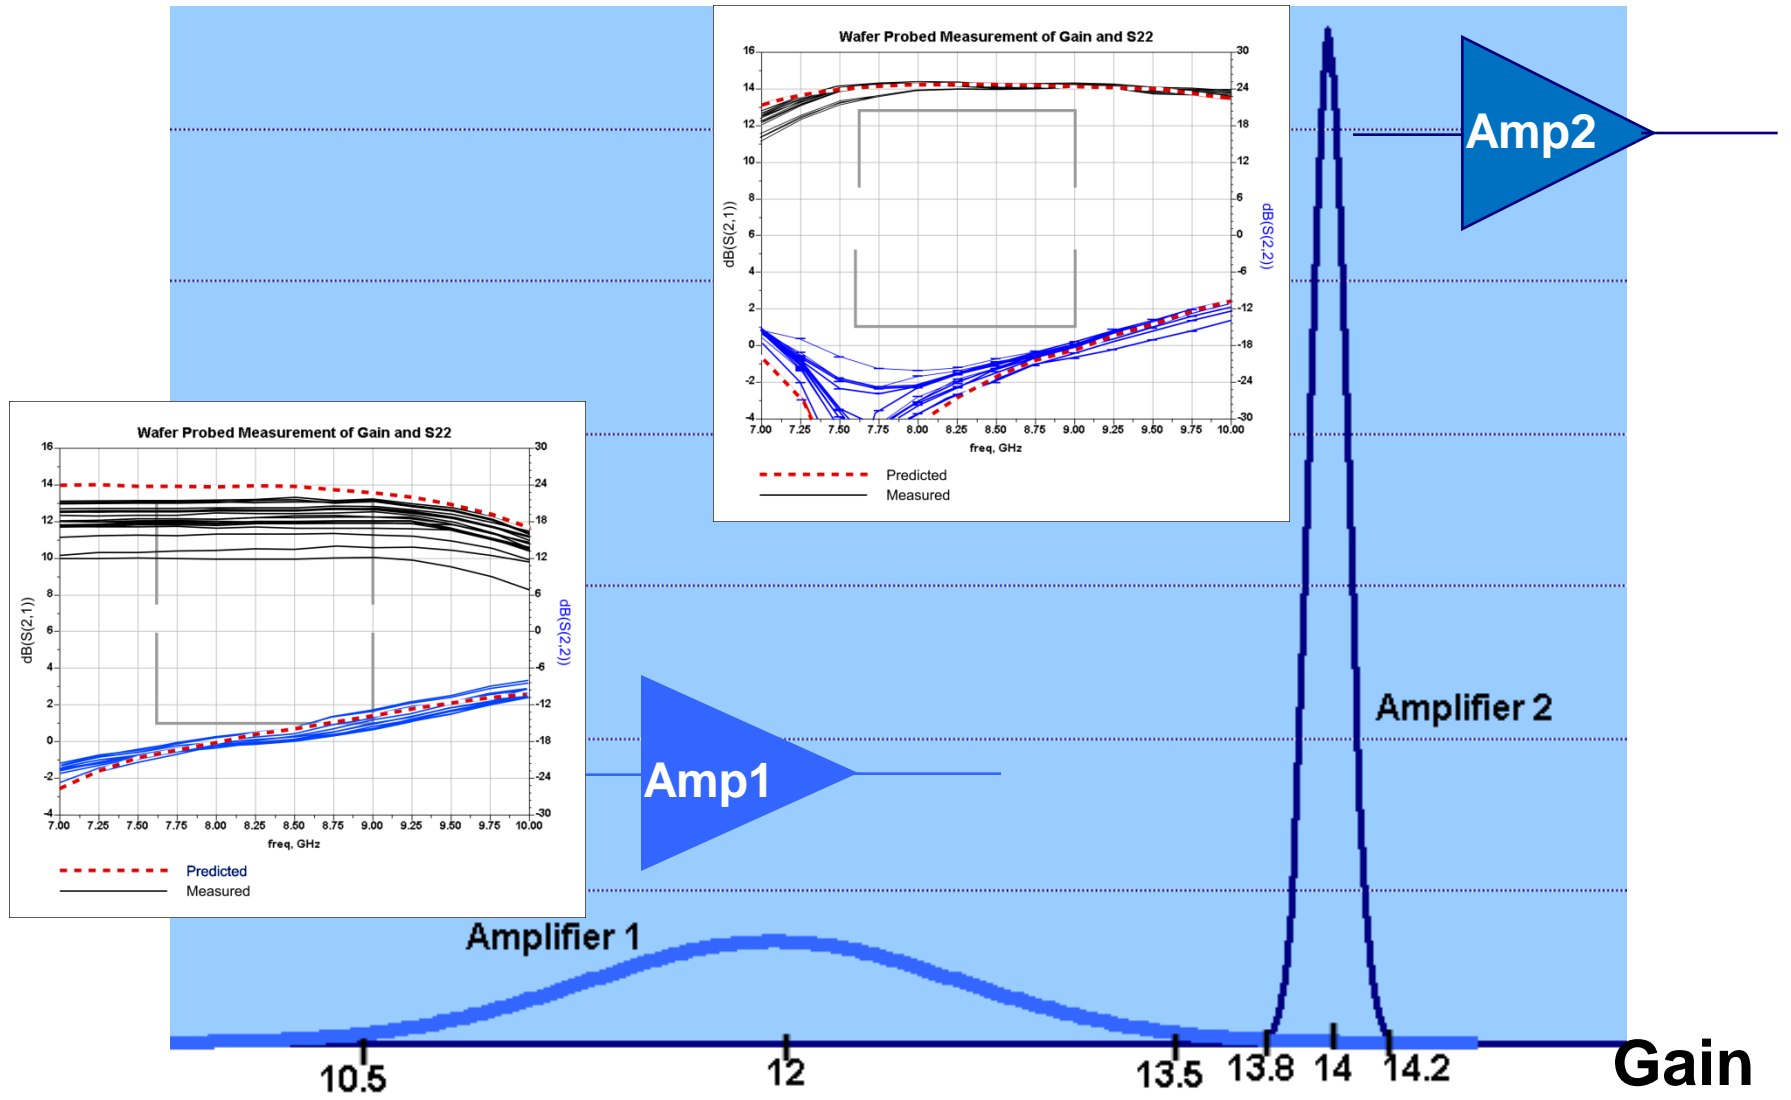 Wafer Probed Measurement of Gain and S22
16 14 12 10 8 6 4 2 0 -2 -4
dB(S(2,1))
30 24 18 12 6 0 -6 -12 -18 -24 -30
dB(S(2,2))
7.00 7.25 7.50 7.75 8.00 8.25 8.50 8.75 9.00 9.25 9.50 9.75 10.00
freq, GHz
Predicted
Measured
Amp2
Wafer Probed Measurement of Gain and S22
16 14 12 10 8 6 4 2 0 -2 -4
dB(S(2,1))
30 24 18 12 6 0 -6 -12 -18 -24 -30
dB(S(2,2))
7.00 7.25 7.50 7.75 8.00 8.25 8.50 8.75 9.00 9.25 9.50 9.75 10.00
freq, GHz
Predicted
Measured
Amp1
Amplifier 2
Amplifier 1
10.5 12 13.5 13.8 14 14.2
Gain